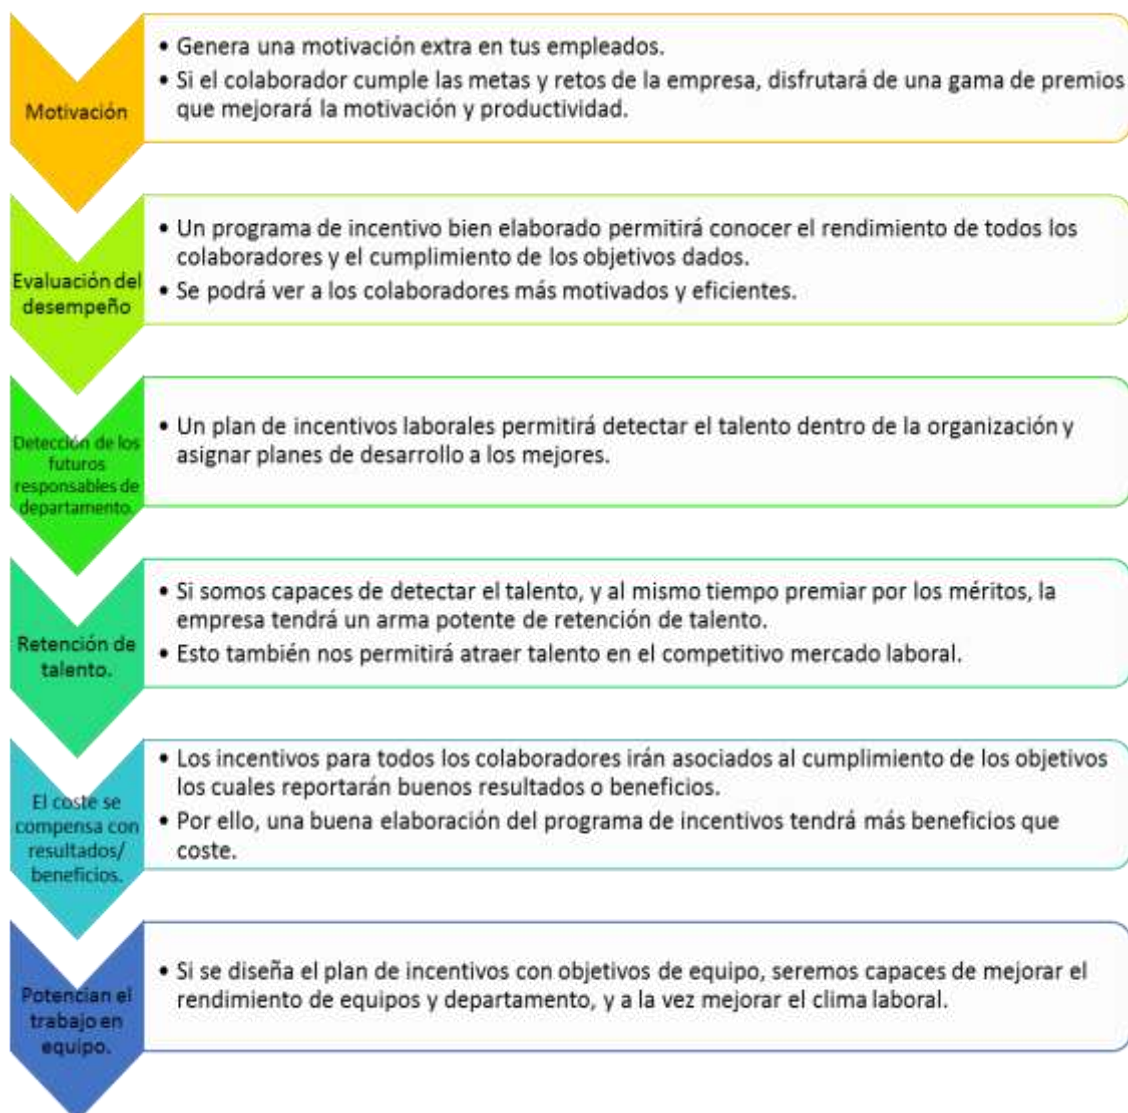 Motivación
• Genera una motivación extra en tus empleados.
• Si el colaborador cumple las metas y retos de la empresa, disfrutará de una gama de premios
que mejorará la motivación y productividad.
Evaluación del
desempeño
• Un programa de incentivo bien elaborado permitirá conocer el rendimiento de todos los
colaboradores y el cumplimiento de los objetivos dados.
• Se podrá ver a los colaboradores más motivados y eficientes.
Detección de los
futuros
responsables de
departamento.
• Un plan de incentivos laborales permitirá detectar el talento dentro de la organización y
asignar planes de desarrollo a los mejores.
Retención de
talento.
• Si somos capaces de detectar el talento, y al mismo tiempo premiar por los méritos, la
empresa tendrá un arma potente de retención de talento.
• Esto también nos permitirá atraer talento en el competitivo mercado laboral.
El coste se
compensa con
resultados/
beneficios.
• Los incentivos para todos los colaboradores irán asociados al cumplimiento de los objetivos
los cuales reportarán buenos resultados o beneficios.
• Por ello, una buena elaboración del programa de incentivos tendrá más beneficios que
coste.
Potencian el
trabajo en
equipo.
• Si se diseña el plan de incentivos con objetivos de equipo, seremos capaces de mejorar el
rendimiento de equipos y departamento, y a la vez mejorar el clima laboral.